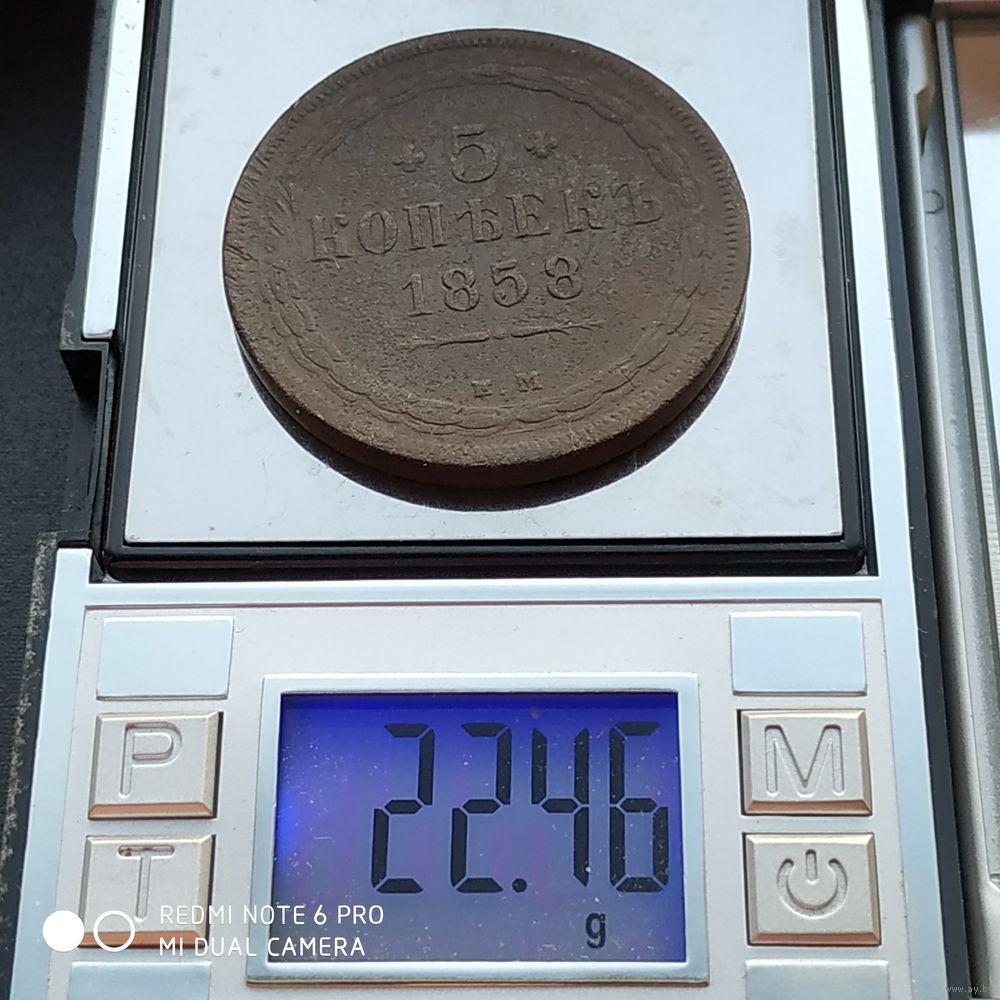 5
КОПѢЕКЪ
1858
Е.М
22.46
g
P
M
T
REDMI NOTE 6 PRO
MI DUAL CAMERA